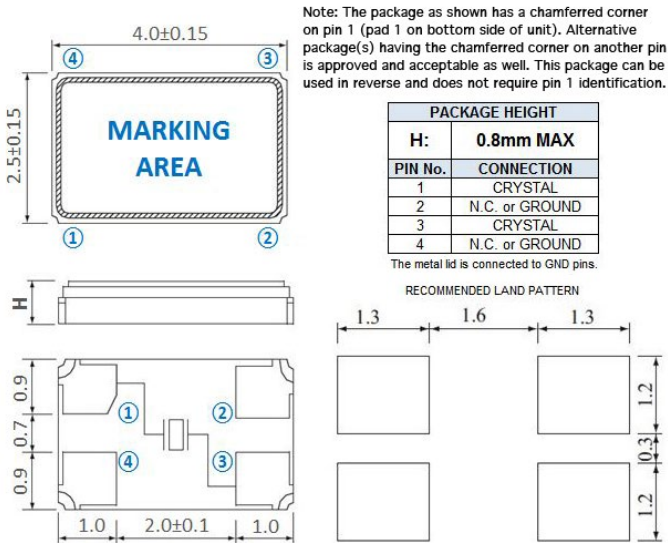 Note: The package as shown has a chamferred corner
on pin 1 (pad 1 on bottom side of unit). Alternative
package(s) having the chamferred corner on another pin
is approved and acceptable as well. This package can be
used in reverse and does not require pin 1 identification.
4.0±0.15
④ ③
2.5±0.15
MARKING
AREA
① ②
PACKAGE HEIGHT
H: 0.8mm MAX
PIN No. CONNECTION
1 CRYSTAL
2 N.C. or GROUND
3 CRYSTAL
4 N.C. or GROUND
The metal lid is connected to GND pins.
H
0.9
0.7
0.9
① ②
④ ③
1.0 2.0±0.1 1.0
RECOMMENDED LAND PATTERN
1.3 1.6 1.3
1.2
0.3
1.2